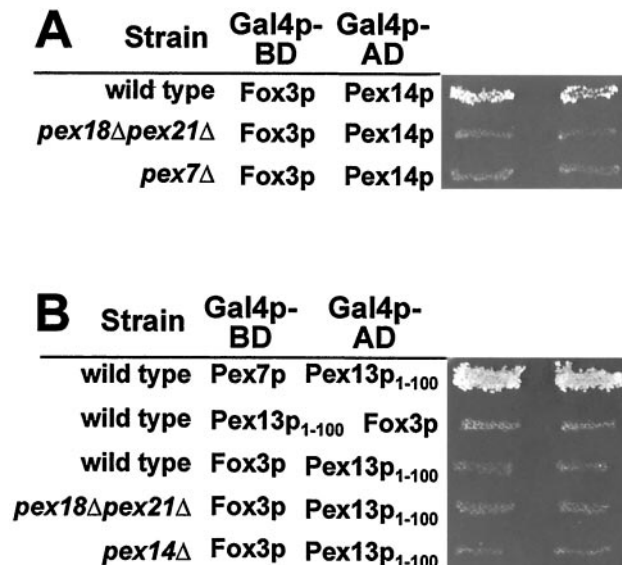 A Strain Gal4p-BD Gal4p-AD
wild type Fox3p Pex14p
pex18Δpex21Δ Fox3p Pex14p
pex7Δ Fox3p Pex14p
B Strain Gal4p-BD Gal4p-AD
wild type Pex7p Pex13p1-100
wild type Pex13p1-100 Fox3p
wild type Fox3p Pex13p1-100
pex18Δpex21Δ Fox3p Pex13p1-100
pex14Δ Fox3p Pex13p1-100